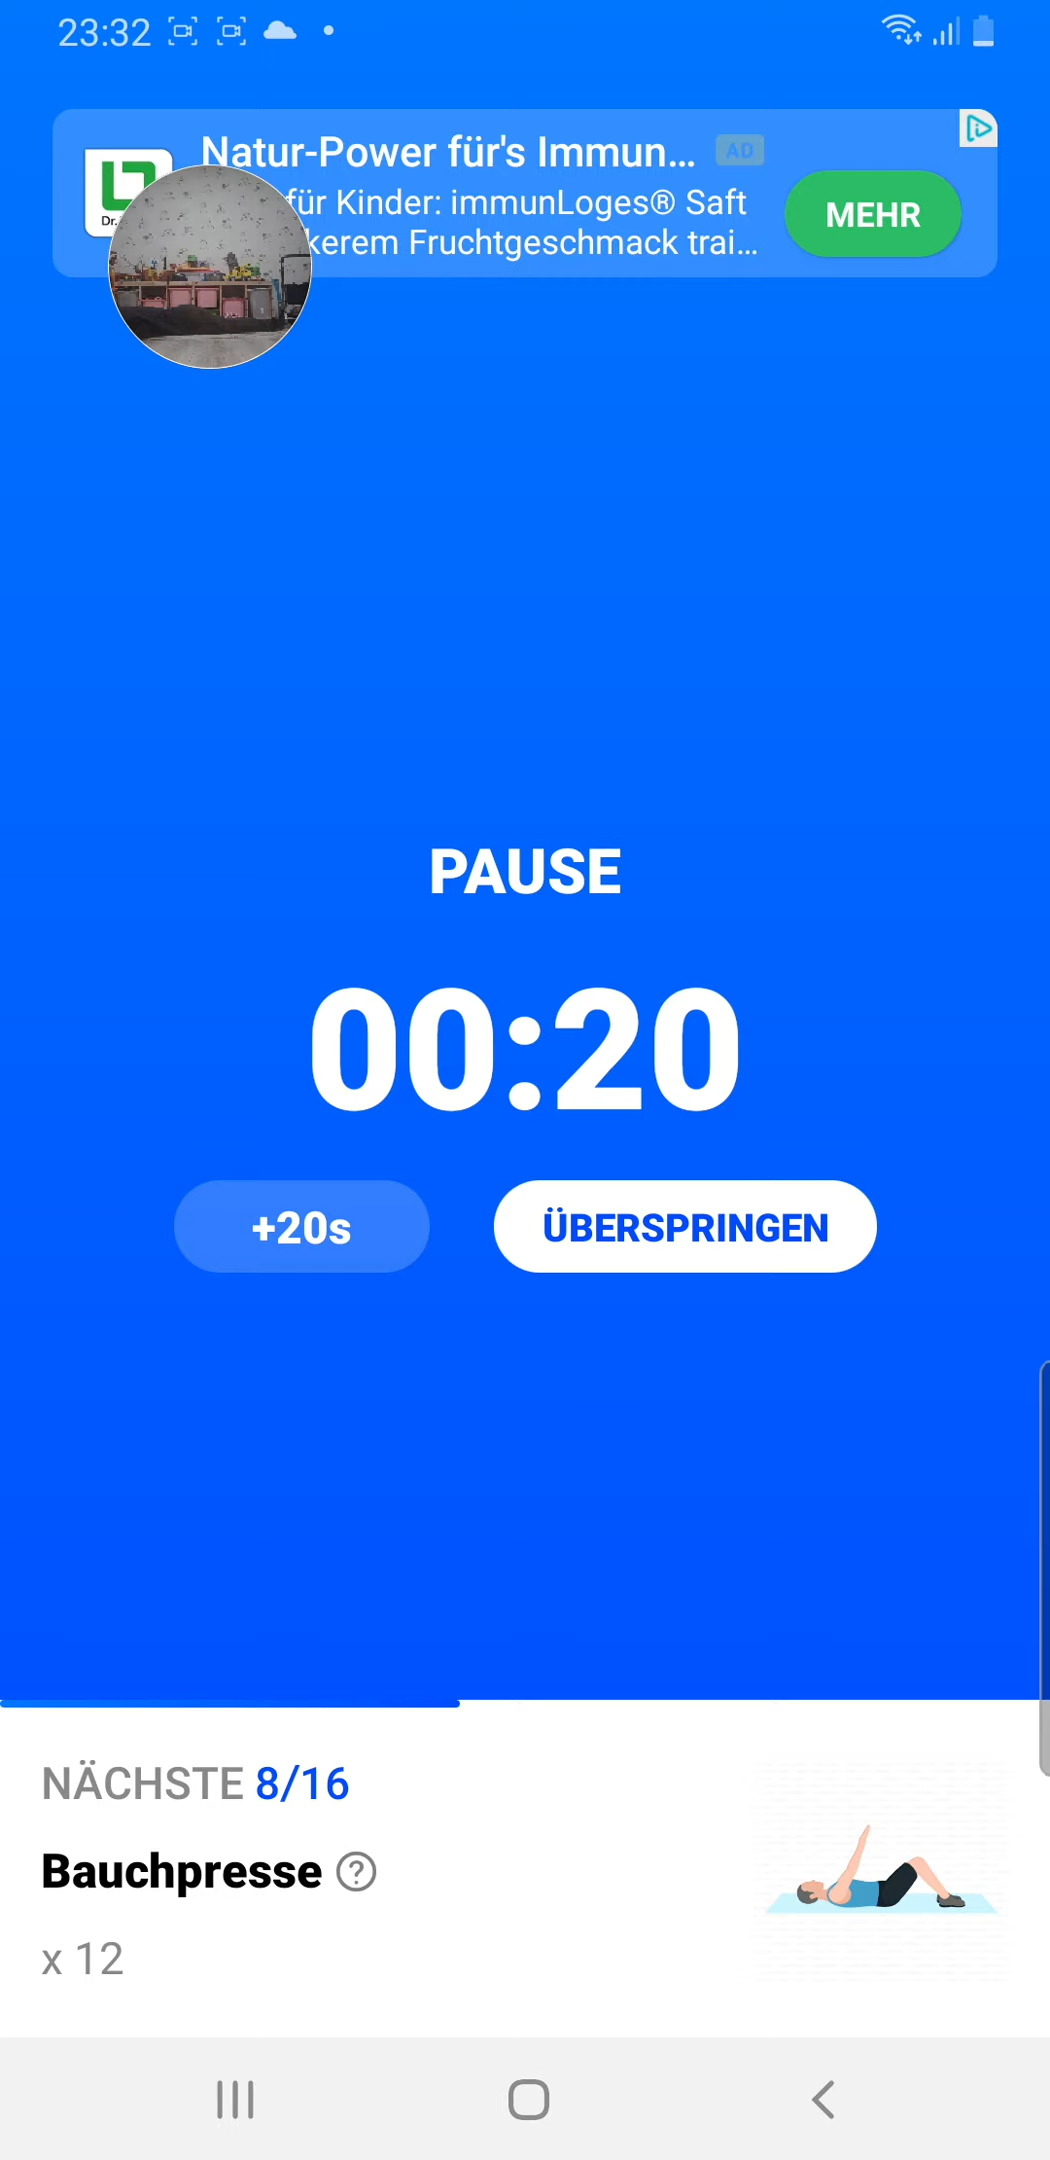 23:32
Natur-Power für's Immun... AD
für Kinder: immunLoges® Saft
Fruchtgeschmack trai...
MEHR
Dr.
PAUSE
00:20
+20s
ÜBERSPRINGEN
NÄCHSTE 8/16
Bauchpresse ?
x 12